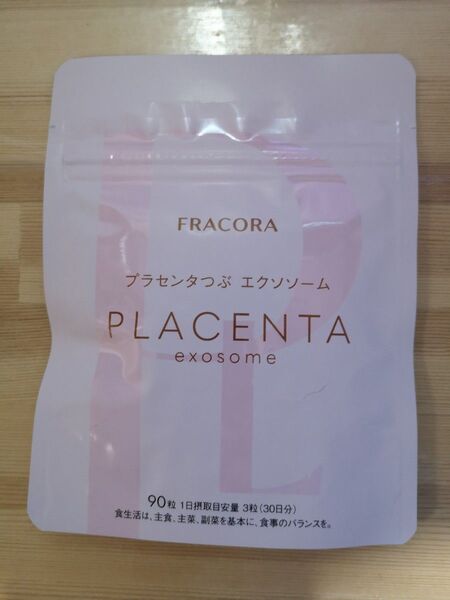 FRACORA
プラセンタつぶ エクソソーム
PLACENTA
exosome
90粒 1日摂取目安量 3粒(30日分)
食生活は、主食、主菜、副菜を基本に、食事のバランスを。